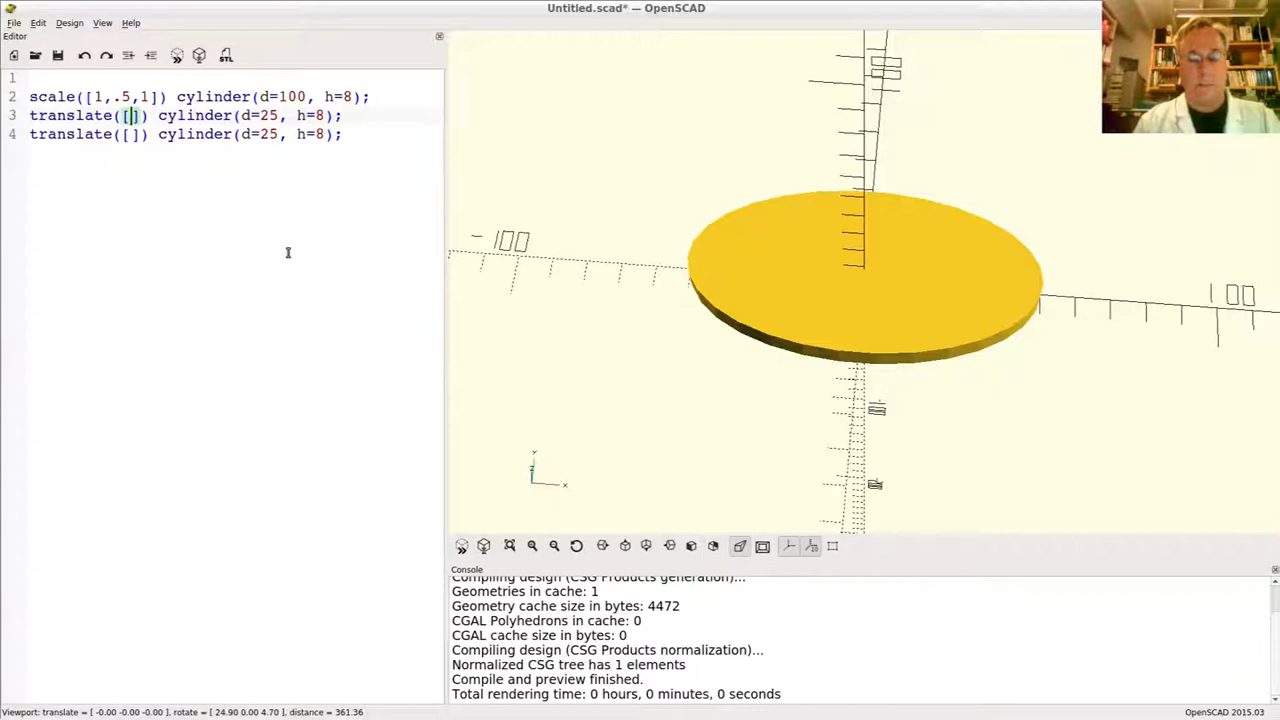 Untitled.scad* — OpenSCAD
File Edit Design View Help
Editor
STL
1
2 scale([1,.5,1]) cylinder(d=100, h=8);
3 translate([]) cylinder(d=25, h=8);
4 translate([]) cylinder(d=25, h=8);
-100
100
Y
Z
X
Console
Compiling design (CSG Products generation)...
Geometries in cache: 1
Geometry cache size in bytes: 4472
CGAL Polyhedrons in cache: 0
CGAL cache size in bytes: 0
Compiling design (CSG Products normalization)...
Normalized CSG tree has 1 elements
Compile and preview finished.
Total rendering time: 0 hours, 0 minutes, 0 seconds
Viewport: translate = [ -0.00 -0.00 -0.00 ], rotate = [ 24.90 0.00 4.70 ], distance = 361.36
OpenSCAD 2015.03